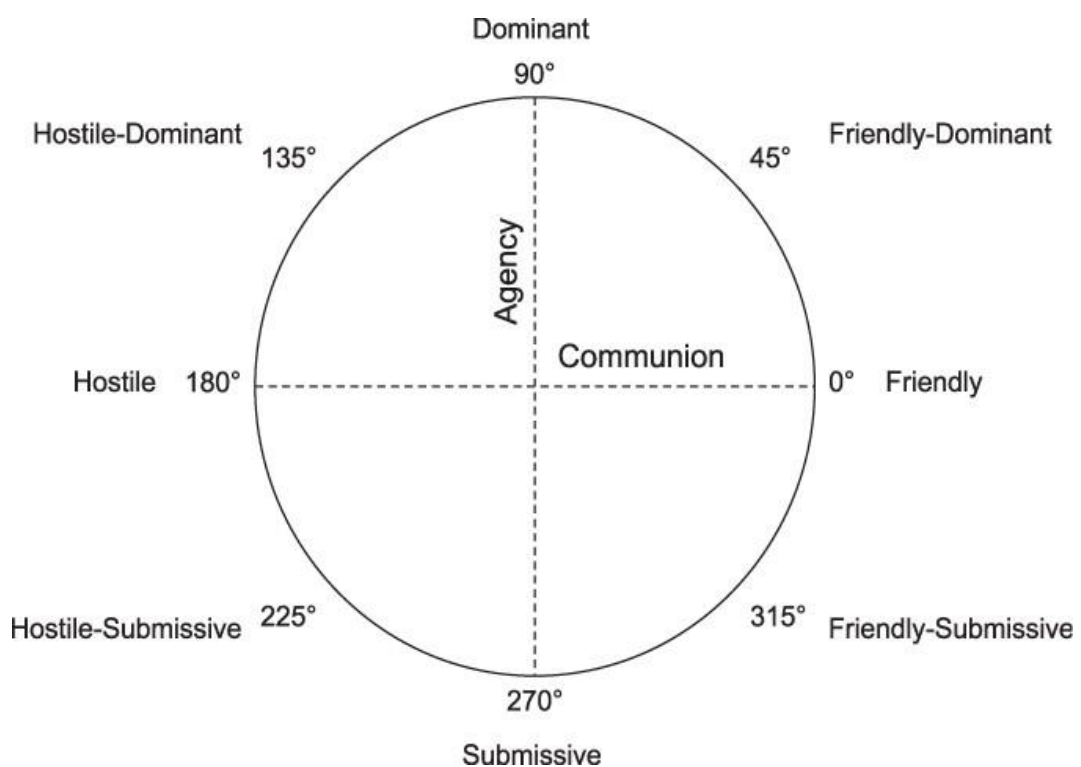 Dominant
90°
Hostile-Dominant
135°
45°
Friendly-Dominant
Agency
Communion
Hostile
180°
0°
Friendly
Hostile-Submissive
225°
315°
Friendly-Submissive
270°
Submissive